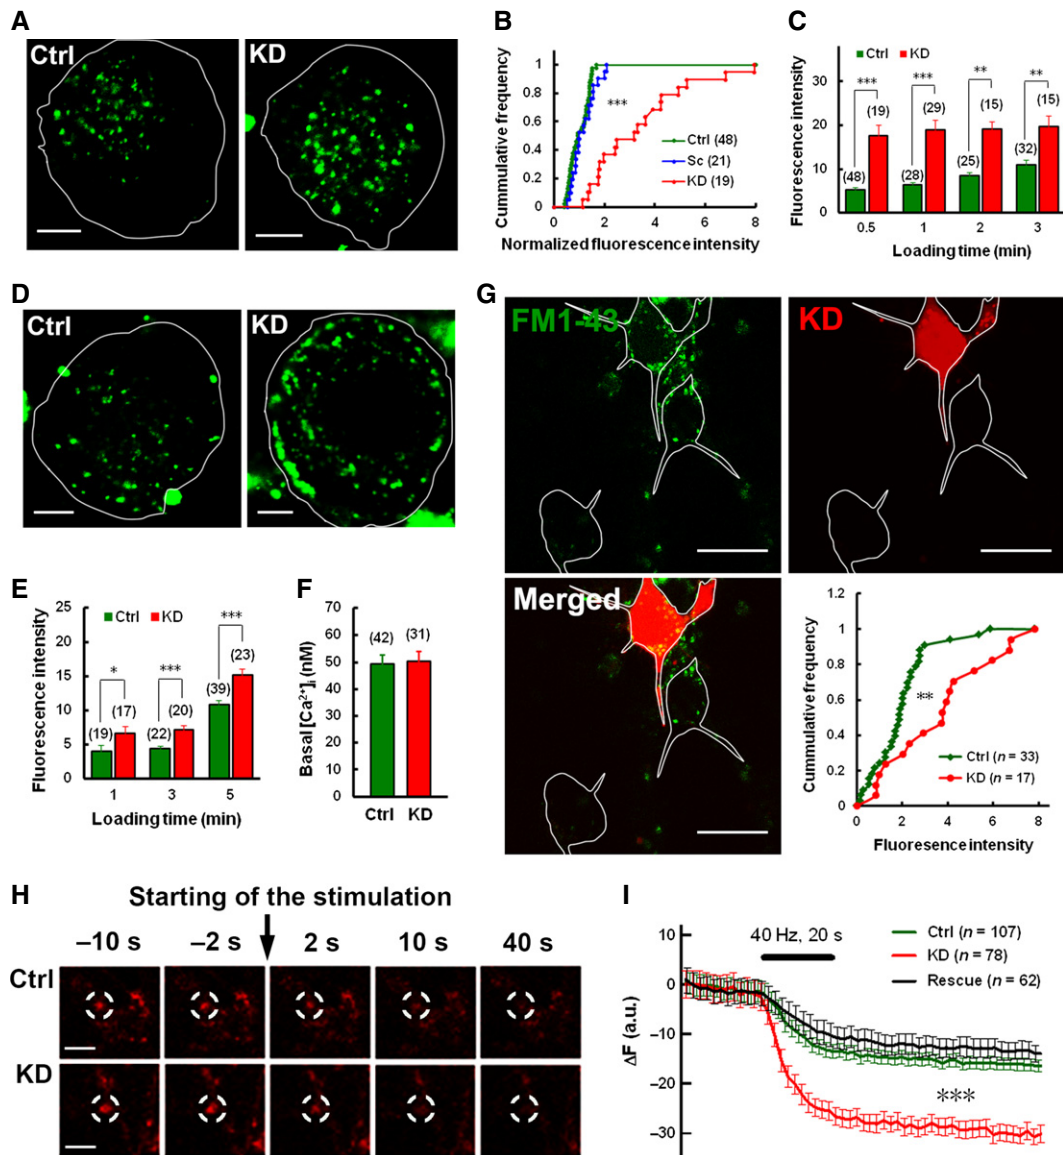 A
Ctrl
KD
B
Cummulative frequency
1
0.8
0.6
0.4
0.2
0
***
Ctrl (48)
Sc (21)
KD (19)
0 2 4 6 8
Normalized fluorescence intensity
C
Ctrl KD
Fluorescence intensity
30
20
10
0
*** *** ** **
(48) (19) (28) (29) (25) (15) (32) (15)
0.5 1 2 3
Loading time (min)
D
Ctrl
KD
E
Fluorescence intensity
25
20
15
10
5
0
Ctrl KD
* *** ***
(19) (17) (22) (20) (39) (23)
1 3 5
Loading time (min)
F
Basal [Ca²⁺]i (nM)
70
60
50
40
30
20
10
0
(42) (31)
Ctrl KD
G
FM1-43
KD
Merged
Cummulative frequency
1
0.8
0.6
0.4
0.2
0
**
Ctrl (n = 33)
KD (n = 17)
0 2 4 6 8
Fluoresence intensity
H
Starting of the stimulation
–10 s –2 s 2 s 10 s 40 s
Ctrl
KD
I
40 Hz, 20 s
Ctrl (n = 107)
KD (n = 78)
Rescue (n = 62)
ΔF (a.u.)
0
–10
–20
–30
***